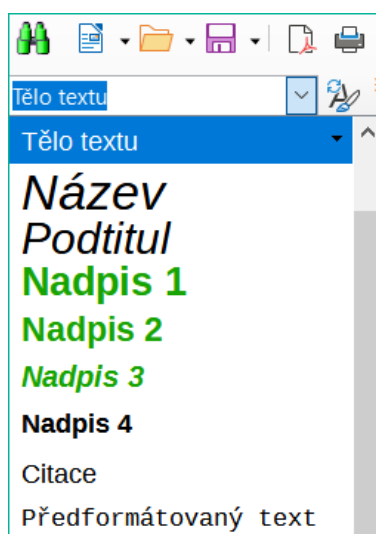 Tělo textu
Tělo textu
Název
Podtitul
Nadpis 1
Nadpis 2
Nadpis 3
Nadpis 4
Citace
Předformátovaný text